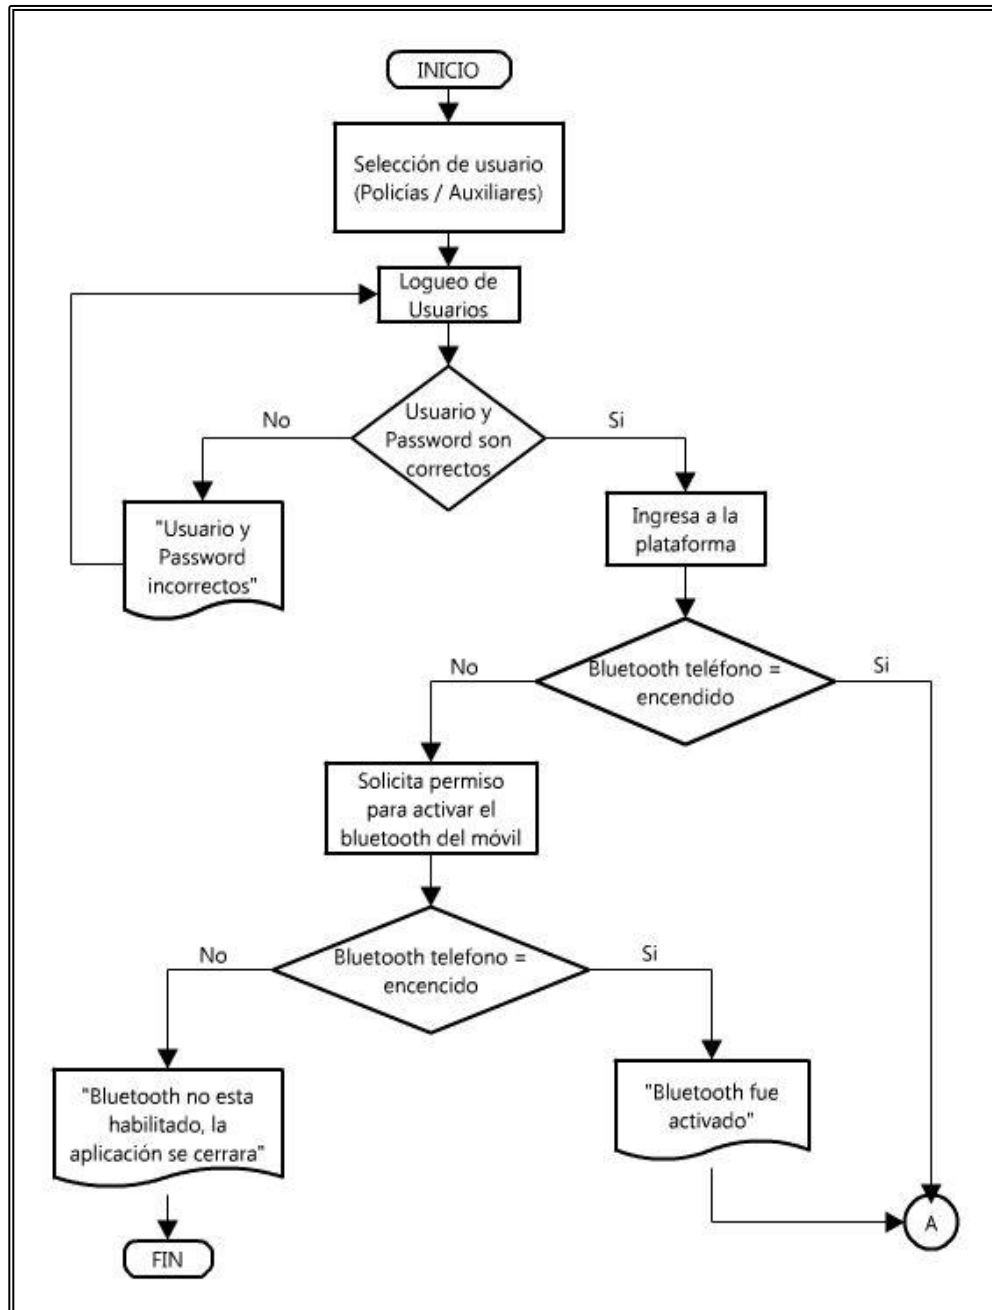 INICIO
Selección de usuario
(Policías / Auxiliares)
Logueo de
Usuarios
Usuario y
Password son
correctos
No
Si
"Usuario y
Password
incorrectos"
Ingresa a la
plataforma
Bluetooth teléfono =
encendido
No
Si
Solicita permiso
para activar el
bluetooth del móvil
Bluetooth telefono =
encencido
No
Si
"Bluetooth no esta
habilitado, la
aplicación se cerrara"
"Bluetooth fue
activado"
A
FIN